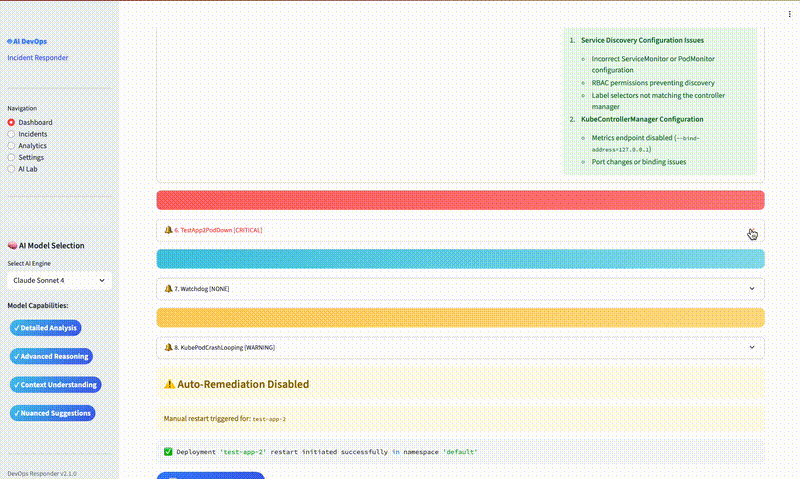 AI DevOps
Incident Responder
Navigation
Dashboard
Incidents
Analytics
Settings
AI Lab
🧠 AI Model Selection
Select AI Engine
Claude Sonnet 4
Model Capabilities:
✓ Detailed Analysis
✓ Advanced Reasoning
✓ Context Understanding
✓ Nuanced Suggestions
DevOps Responder v2.1.0
1. Service Discovery Configuration Issues
Incorrect ServiceMonitor or PodMonitor
configuration
RBAC permissions preventing discovery
Label selectors not matching the controller
manager
2. KubeControllerManager Configuration
Metrics endpoint disabled (--bind-
address=127.0.0.1)
Port changes or binding issues
🔔 6. TestApp2PodDown [CRITICAL]
🔔 7. Watchdog [NONE]
🔔 8. KubePodCrashLooping [WARNING]
⚠️ Auto-Remediation Disabled
Manual restart triggered for: test-app-2
✅ Deployment 'test-app-2' restart initiated successfully in namespace 'default'